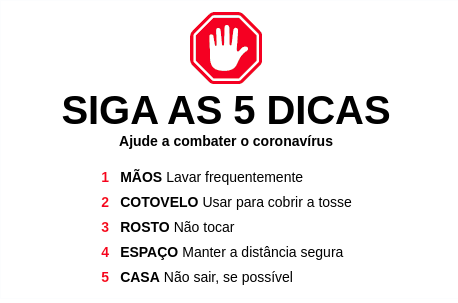 SIGA AS 5 DICAS
Ajude a combater o coronavírus
1 MÃOS Lavar frequentemente
2 COTOVELO Usar para cobrir a tosse
3 ROSTO Não tocar
4 ESPAÇO Manter a distância segura
5 CASA Não sair, se possível